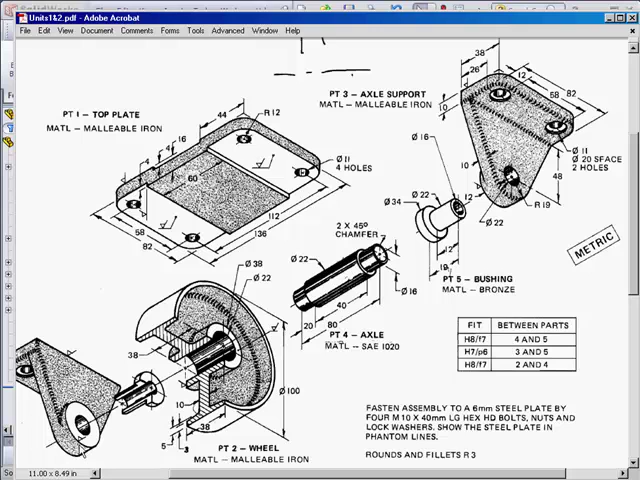 Units1&2.pdf - Adobe Acrobat
File Edit View Document Comments Forms Tools Advanced Window Help
PT 1 – TOP PLATE
MATL – MALLEABLE IRON
44
R 12
16
4
4
60
Ø 11
4 HOLES
58
82
112
136
PT 3 – AXLE SUPPORT
MATL – MALLEABLE IRON
38
26
12
58
82
10
Ø 16
10
Ø 11
Ø 20 SFACE
2 HOLES
48
R 19
Ø 22
12
Ø 34
Ø 22
12
19
PT 5 – BUSHING
MATL – BRONZE
METRIC
2 X 45°
CHAMFER
Ø 22
Ø 16
20
40
80
PT 4 – AXLE
MATL – SAE 1020
Ø 38
Ø 22
38
Ø 100
10
38
5
3
PT 2 – WHEEL
MATL – MALLEABLE IRON
FIT BETWEEN PARTS
H8/f7 4 AND 5
H7/p6 3 AND 5
H8/f7 2 AND 4
FASTEN ASSEMBLY TO A 6mm STEEL PLATE BY
FOUR M 10 X 40mm LG HEX HD BOLTS, NUTS AND
LOCK WASHERS. SHOW THE STEEL PLATE IN
PHANTOM LINES.
ROUNDS AND FILLETS R 3
11.00 x 8.49 in